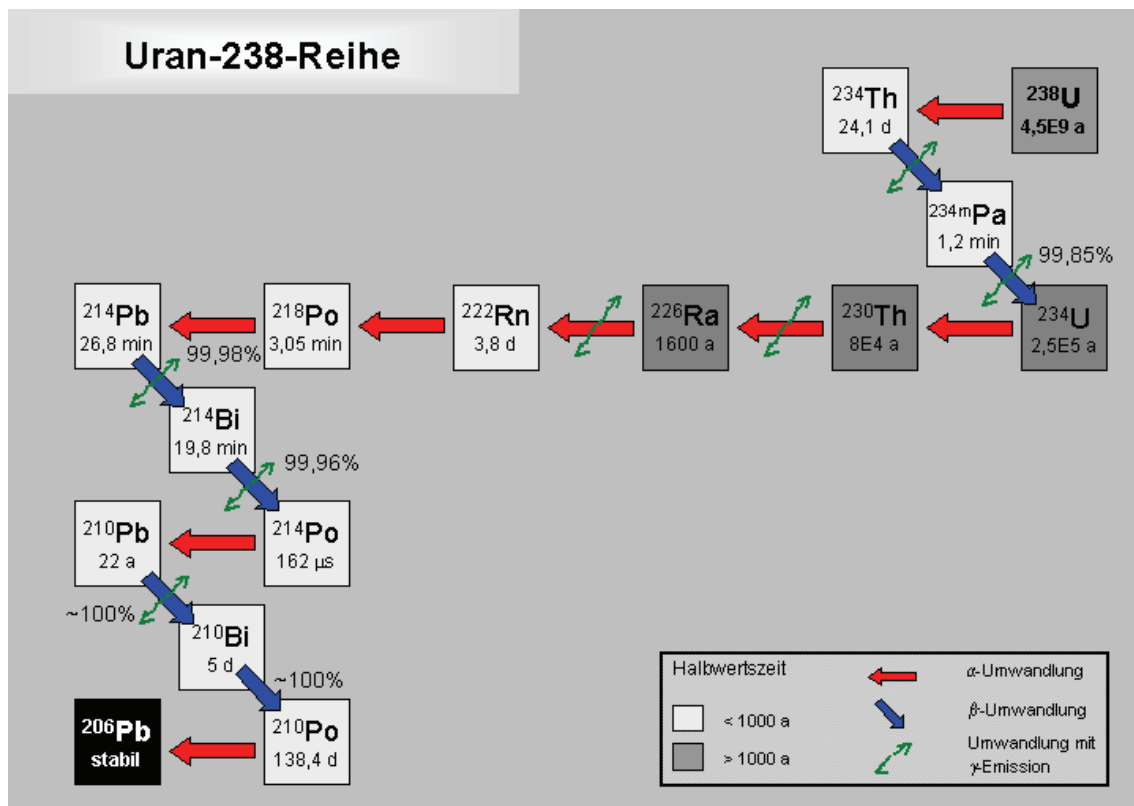 Uran-238-Reihe
²³⁴Th
24,1 d
²³⁸U
4,5E9 a
²³⁴ᵐPa
1,2 min
99,85%
²¹⁴Pb
26,8 min
²¹⁸Po
3,05 min
²²²Rn
3,8 d
²²⁶Ra
1600 a
²³⁰Th
8E4 a
²³⁴U
2,5E5 a
99,98%
²¹⁴Bi
19,8 min
99,96%
²¹⁰Pb
22 a
²¹⁴Po
162 µs
~100%
²¹⁰Bi
5 d
~100%
²⁰⁶Pb
stabil
²¹⁰Po
138,4 d
Halbwertszeit
< 1000 a
> 1000 a
α-Umwandlung
β-Umwandlung
Umwandlung mit
γ-Emission